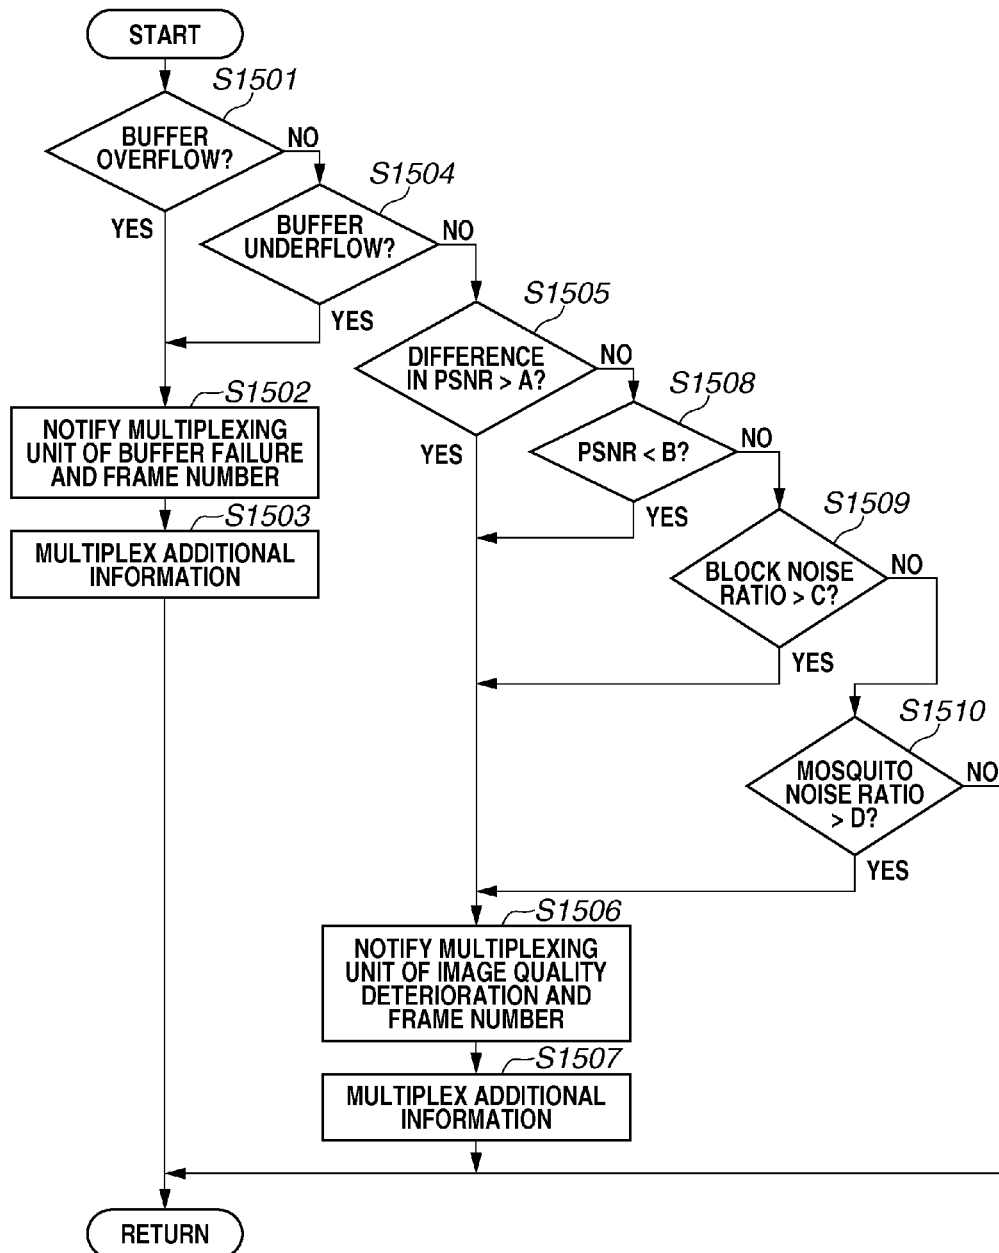 START
S1501
BUFFER
OVERFLOW?
NO
YES
S1504
BUFFER
UNDERFLOW?
NO
YES
S1505
DIFFERENCE
IN PSNR > A?
NO
YES
S1508
PSNR < B?
NO
YES
S1502
NOTIFY MULTIPLEXING
UNIT OF BUFFER FAILURE
AND FRAME NUMBER
S1503
MULTIPLEX ADDITIONAL
INFORMATION
S1509
BLOCK NOISE
RATIO > C?
NO
YES
S1510
MOSQUITO
NOISE RATIO
> D?
NO
YES
S1506
NOTIFY MULTIPLEXING
UNIT OF IMAGE QUALITY
DETERIORATION AND
FRAME NUMBER
S1507
MULTIPLEX ADDITIONAL
INFORMATION
RETURN